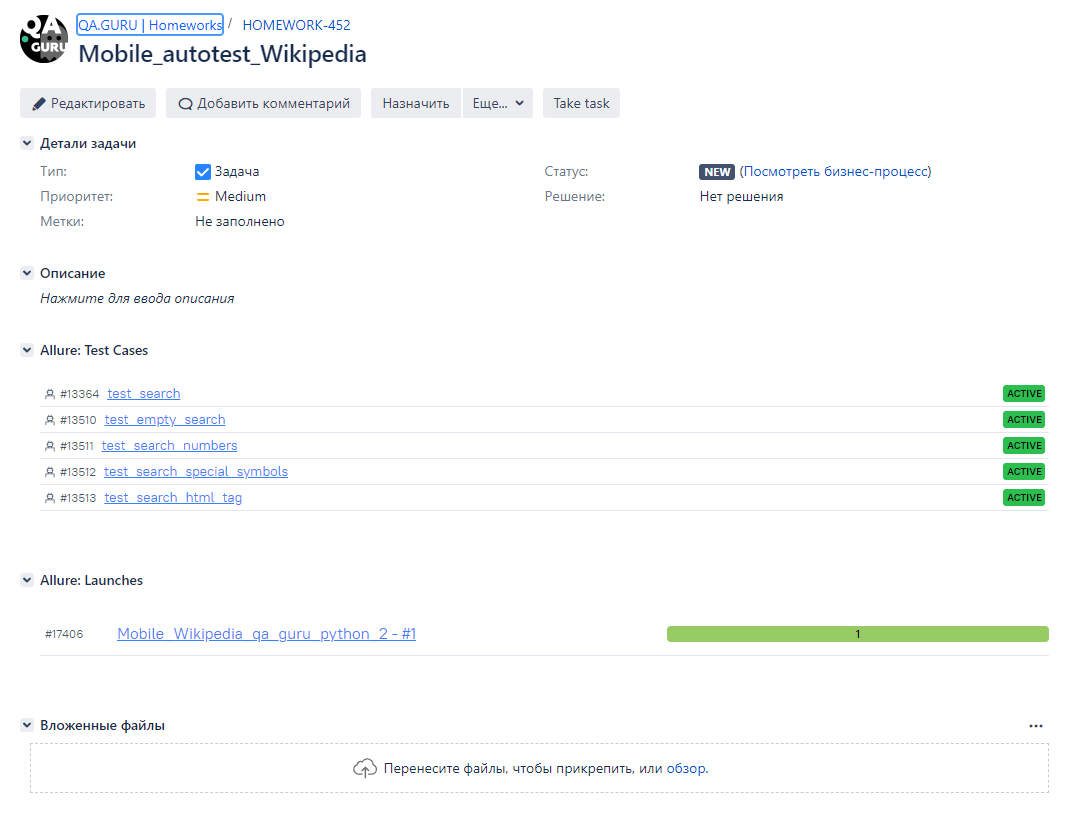 QA GURU
QA.GURU | Homeworks / HOMEWORK-452
Mobile_autotest_Wikipedia
Редактировать Добавить комментарий Назначить Еще... Take task
Детали задачи
Тип: Задача Статус: NEW (Посмотреть бизнес-процесс)
Приоритет: Medium Решение: Нет решения
Метки: Не заполнено
Описание
Нажмите для ввода описания
Allure: Test Cases
#13364 test_search ACTIVE
#13510 test_empty_search ACTIVE
#13511 test_search_numbers ACTIVE
#13512 test_search_special_symbols ACTIVE
#13513 test_search_html_tag ACTIVE
Allure: Launches
#17406 Mobile_Wikipedia_qa_guru_python_2 - #1 1
Вложенные файлы ...
Перенесите файлы, чтобы прикрепить, или обзор.